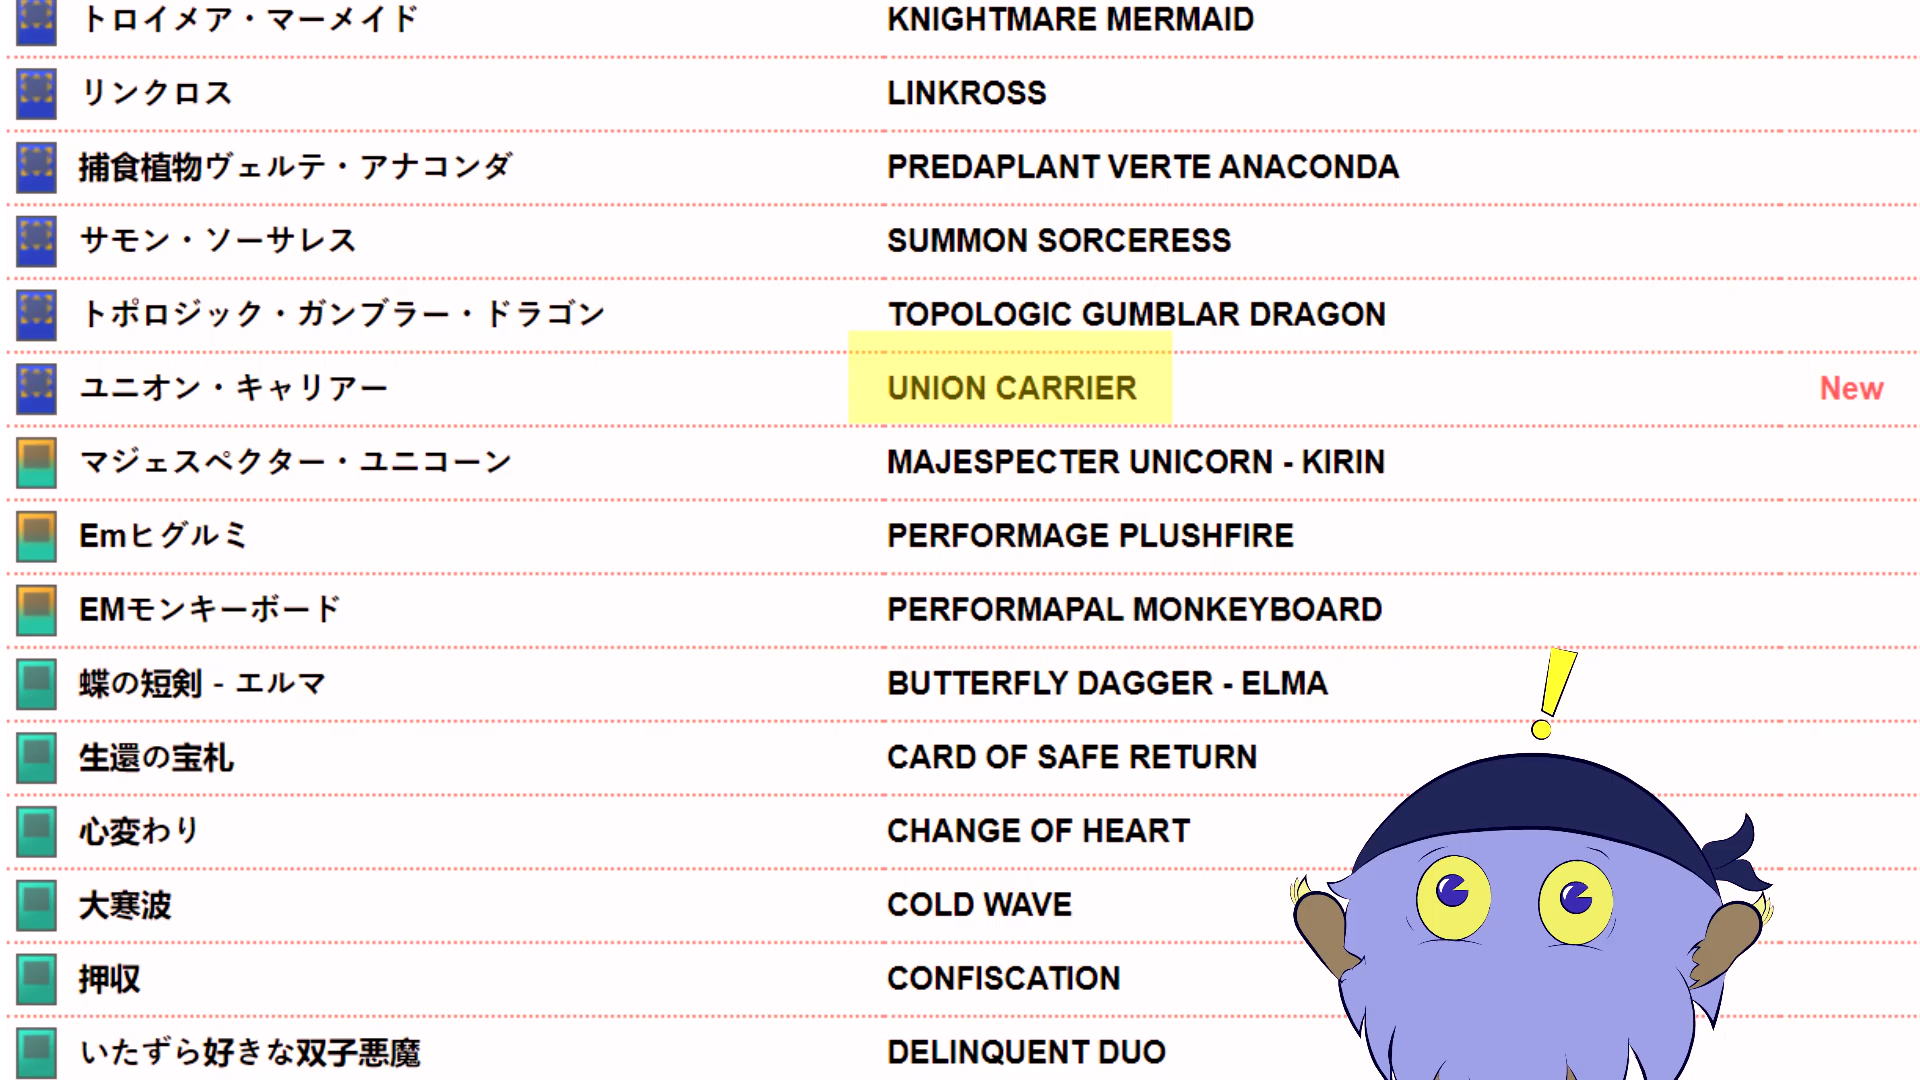 トロイメア・マーメイド KNIGHTMARE MERMAID
リンクロス LINKROSS
捕食植物ヴェルテ・アナコンダ PREDAPLANT VERTE ANACONDA
サモン・ソーサレス SUMMON SORCERESS
トポロジック・ガンブラー・ドラゴン TOPOLOGIC GUMBLAR DRAGON
ユニオン・キャリアー UNION CARRIER New
マジェスペクター・ユニコーン MAJESPECTER UNICORN - KIRIN
Emヒグルミ PERFORMAGE PLUSHFIRE
EMモンキーボード PERFORMAPAL MONKEYBOARD
蝶の短剣 - エルマ BUTTERFLY DAGGER - ELMA
生還の宝札 CARD OF SAFE RETURN
心変わり CHANGE OF HEART
大寒波 COLD WAVE
押収 CONFISCATION
いたずら好きな双子悪魔 DELINQUENT DUO